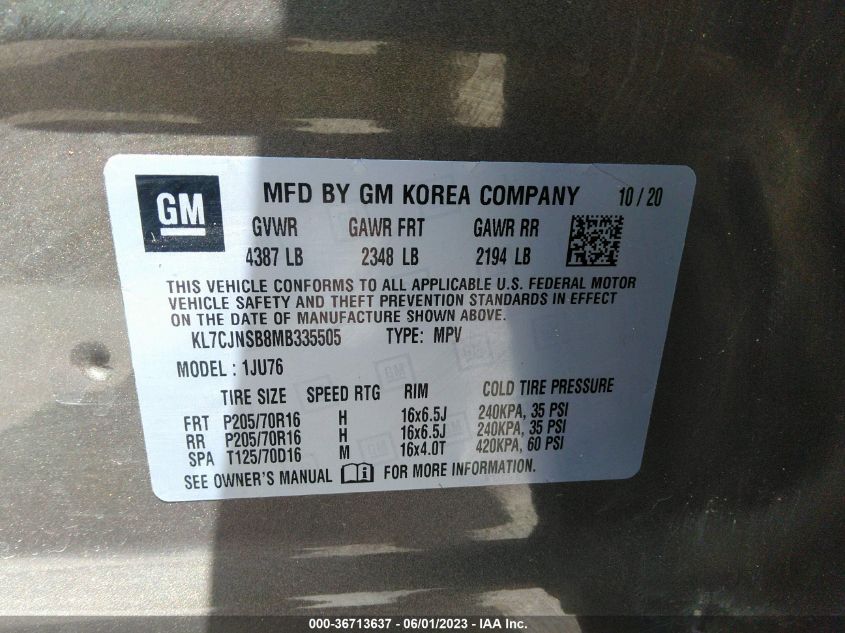 GM
MFD BY GM KOREA COMPANY 10 / 20
GVWR GAWR FRT GAWR RR
4387 LB 2348 LB 2194 LB
THIS VEHICLE CONFORMS TO ALL APPLICABLE U.S. FEDERAL MOTOR
VEHICLE SAFETY AND THEFT PREVENTION STANDARDS IN EFFECT
ON THE DATE OF MANUFACTURE SHOWN ABOVE.
KL7CJNSB8MB335505 TYPE: MPV
MODEL : 1JU76
TIRE SIZE SPEED RTG RIM COLD TIRE PRESSURE
FRT P205/70R16 H 16x6.5J 240KPA, 35 PSI
RR P205/70R16 H 16x6.5J 240KPA, 35 PSI
SPA T125/70D16 M 16x4.0T 420KPA, 60 PSI
SEE OWNER'S MANUAL FOR MORE INFORMATION.
000-36713637 - 06/01/2023 - IAA Inc.